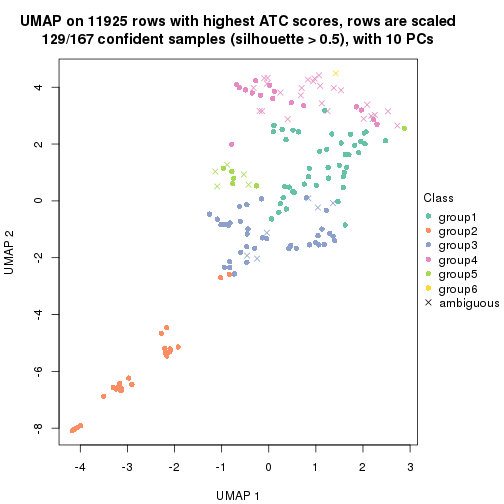 UMAP on 11925 rows with highest ATC scores, rows are scaled
129/167 confident samples (silhouette > 0.5), with 10 PCs
4
2
0
-2
-4
-6
-8
UMAP 2
-4
-3
-2
-1
0
1
2
3
UMAP 1
Class
group1
group2
group3
group4
group5
group6
ambiguous